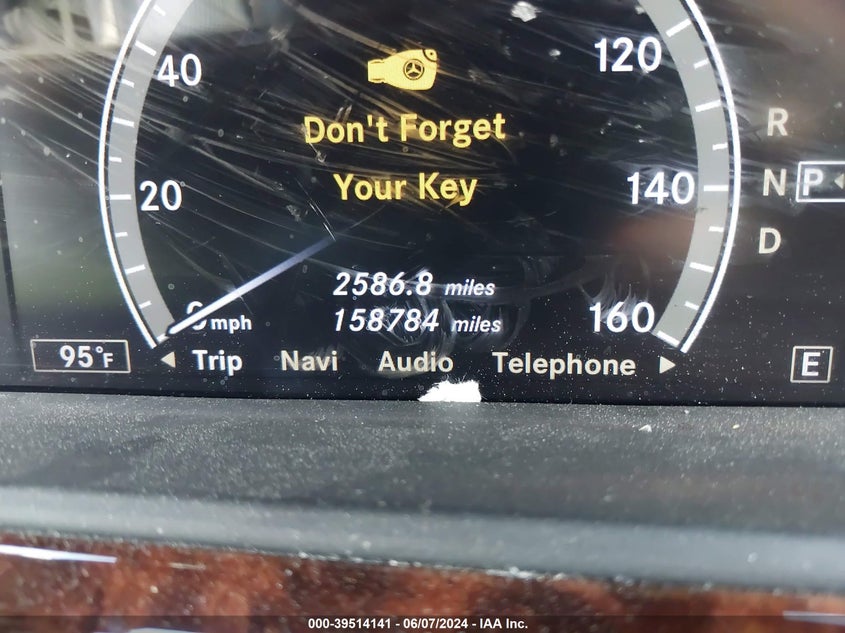 40
120
Don't Forget
R
Your Key
20
140
N P
D
2586.8 miles
0 mph
158784 miles
160
95°F
Trip Navi Audio Telephone
E
000-39514141 - 06/07/2024 - IAA Inc.